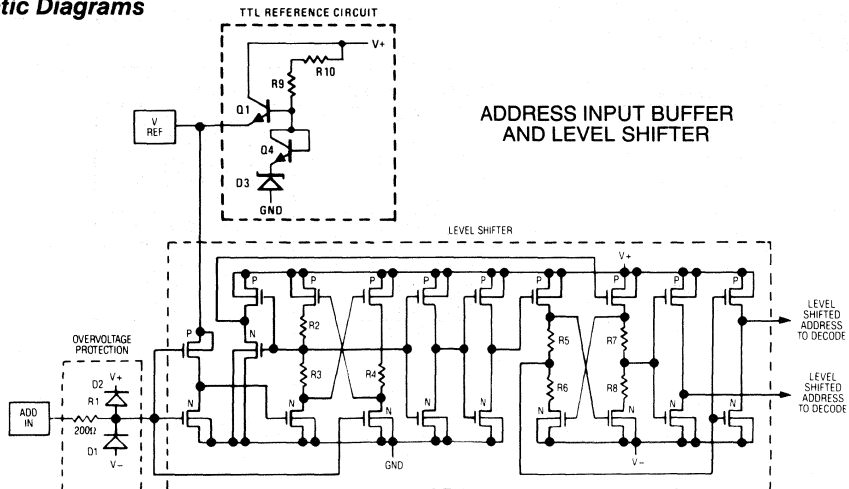 tic Diagrams
TTL REFERENCE CIRCUIT
V+
R10
R9
Q1
V
REF
Q4
D3
GND
ADDRESS INPUT BUFFER
AND LEVEL SHIFTER
LEVEL SHIFTER
V+
P
P
P
P
P
P
P
P
P
LEVEL
SHIFTED
ADDRESS
TO DECODE
R2
P
N
R5
R7
OVERVOLTAGE
PROTECTION
R3
R4
R6
R8
LEVEL
SHIFTED
ADDRESS
TO DECODE
D2
V+
R1
ADD
IN
200Ω
D1
V-
N
N
N
N
N
N
N
N
N
GND
V-